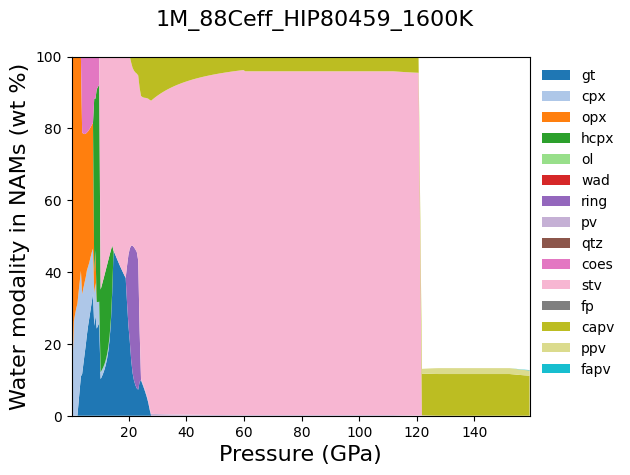 1M_88Ceff_HIP80459_1600K
Water modality in NAMs (wt %)
100
80
60
40
20
0
20
40
60
80
100
120
140
Pressure (GPa)
gt
cpx
opx
hcpx
ol
wad
ring
pv
qtz
coes
stv
fp
capv
ppv
fapv